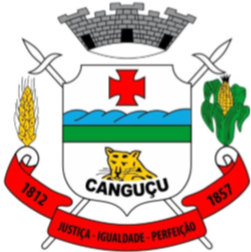 CANGUÇU
1812
1857
JUSTIÇA - IGUALDADE - PERFEIÇÃO